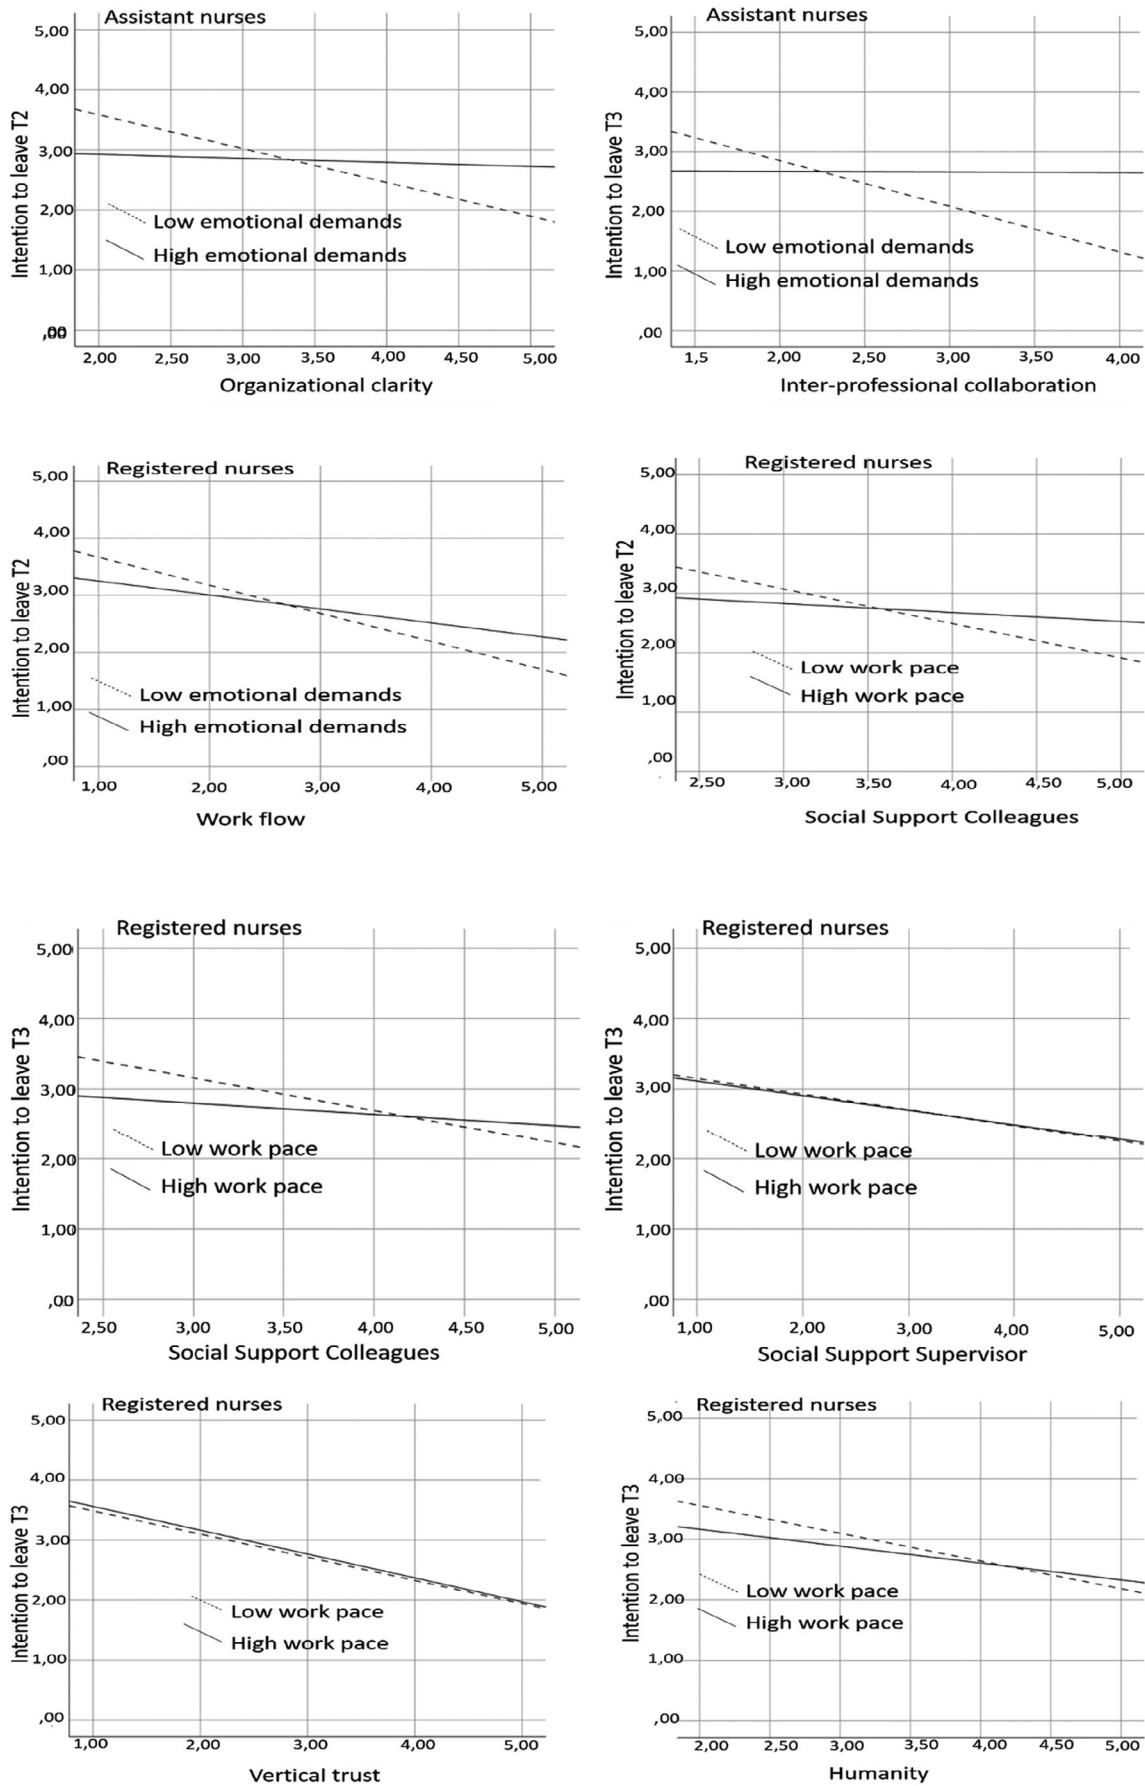 Assistant nurses
5,00
4,00
3,00
2,00
1,00
,00
Intention to leave T2
Low emotional demands
High emotional demands
2,00 2,50 3,00 3,50 4,00 4,50 5,00
Organizational clarity
Assistant nurses
5,00
4,00
3,00
2,00
1,00
,00
Intention to leave T3
Low emotional demands
High emotional demands
1,5 2,00 2,50 3,00 3,50 4,00
Inter-professional collaboration
Registered nurses
5,00
4,00
3,00
2,00
1,00
,00
Intention to leave T2
Low emotional demands
High emotional demands
1,00 2,00 3,00 4,00 5,00
Work flow
Registered nurses
5,00
4,00
3,00
2,00
1,00
,00
Intention to leave T2
Low work pace
High work pace
2,50 3,00 3,50 4,00 4,50 5,00
Social Support Colleagues
Registered nurses
5,00
4,00
3,00
2,00
1,00
,00
Intention to leave T3
Low work pace
High work pace
2,50 3,00 3,50 4,00 4,50 5,00
Social Support Colleagues
Registered nurses
5,00
4,00
3,00
2,00
1,00
,00
Intention to leave T3
Low work pace
High work pace
1,00 2,00 3,00 4,00 5,00
Social Support Supervisor
Registered nurses
5,00
4,00
3,00
2,00
1,00
,00
Intention to leave T3
Low work pace
High work pace
1,00 2,00 3,00 4,00 5,00
Vertical trust
Registered nurses
5,00
4,00
3,00
2,00
1,00
,00
Intention to leave T3
Low work pace
High work pace
2,00 2,50 3,00 3,50 4,00 4,50 5,00
Humanity